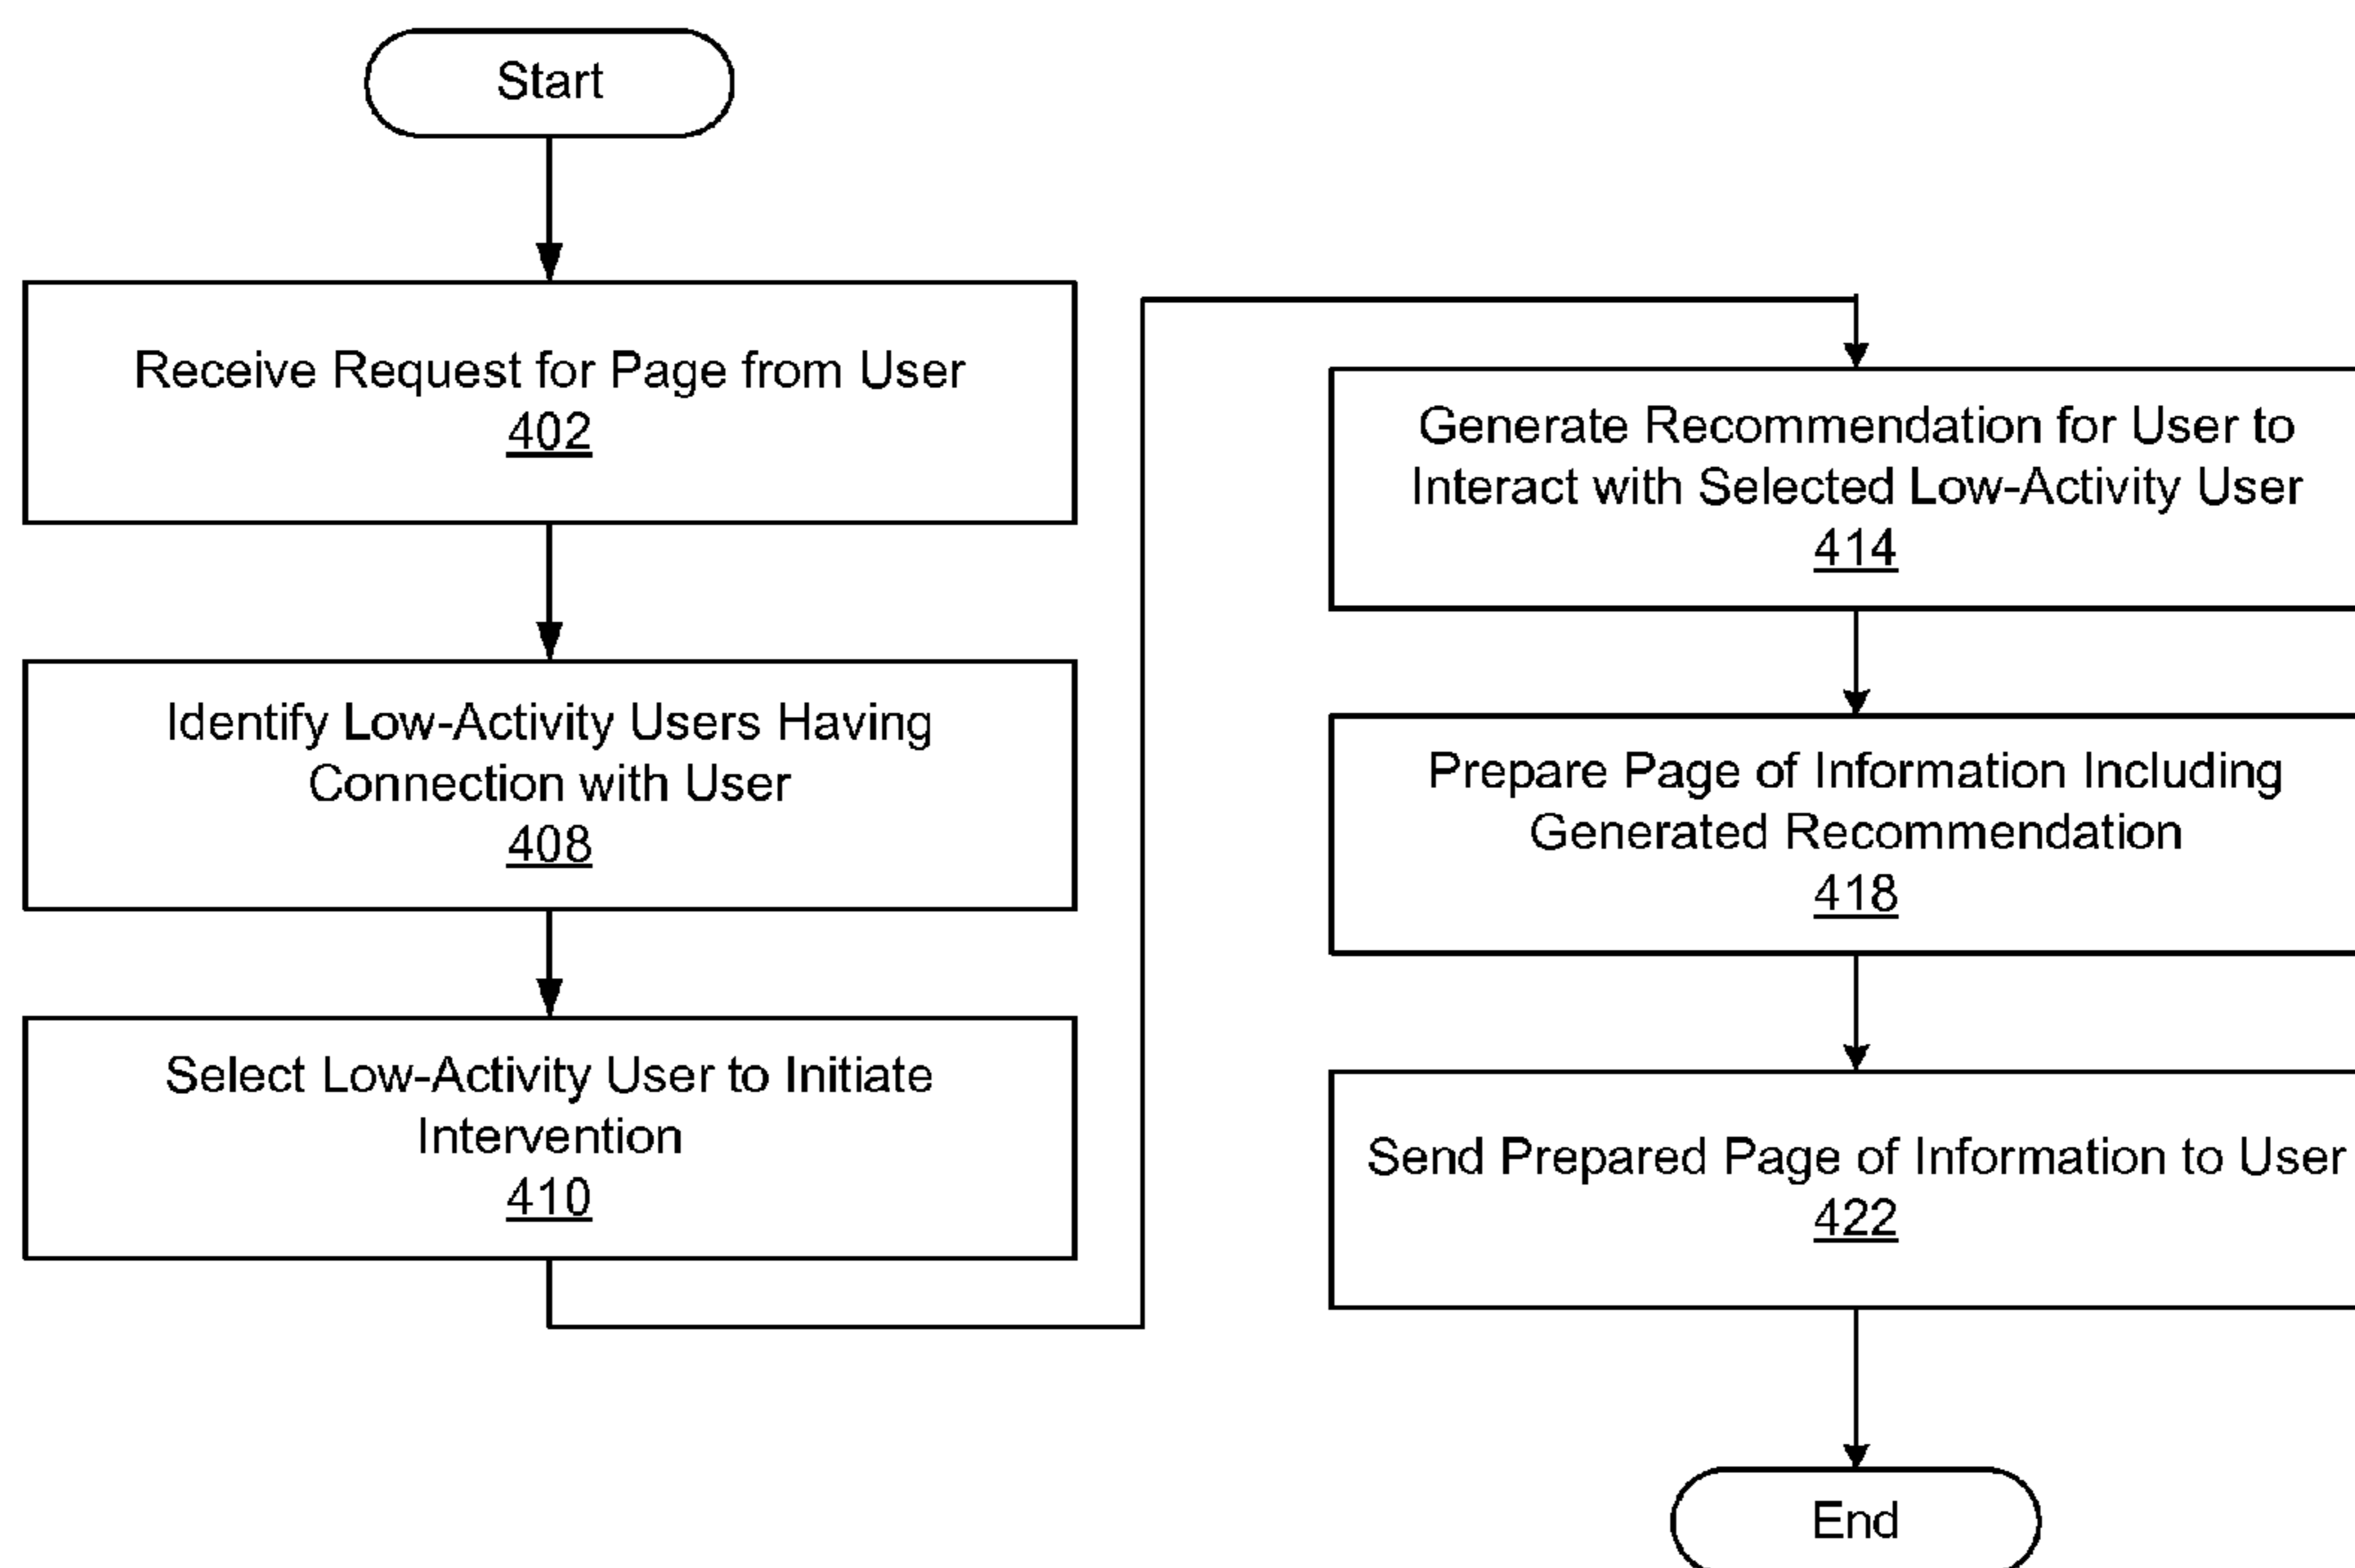 Start
Receive Request for Page from User
402
Identify Low-Activity Users Having
Connection with User
408
Select Low-Activity User to Initiate
Intervention
410
Generate Recommendation for User to
Interact with Selected Low-Activity User
414
Prepare Page of Information Including
Generated Recommendation
418
Send Prepared Page of Information to User
422
End